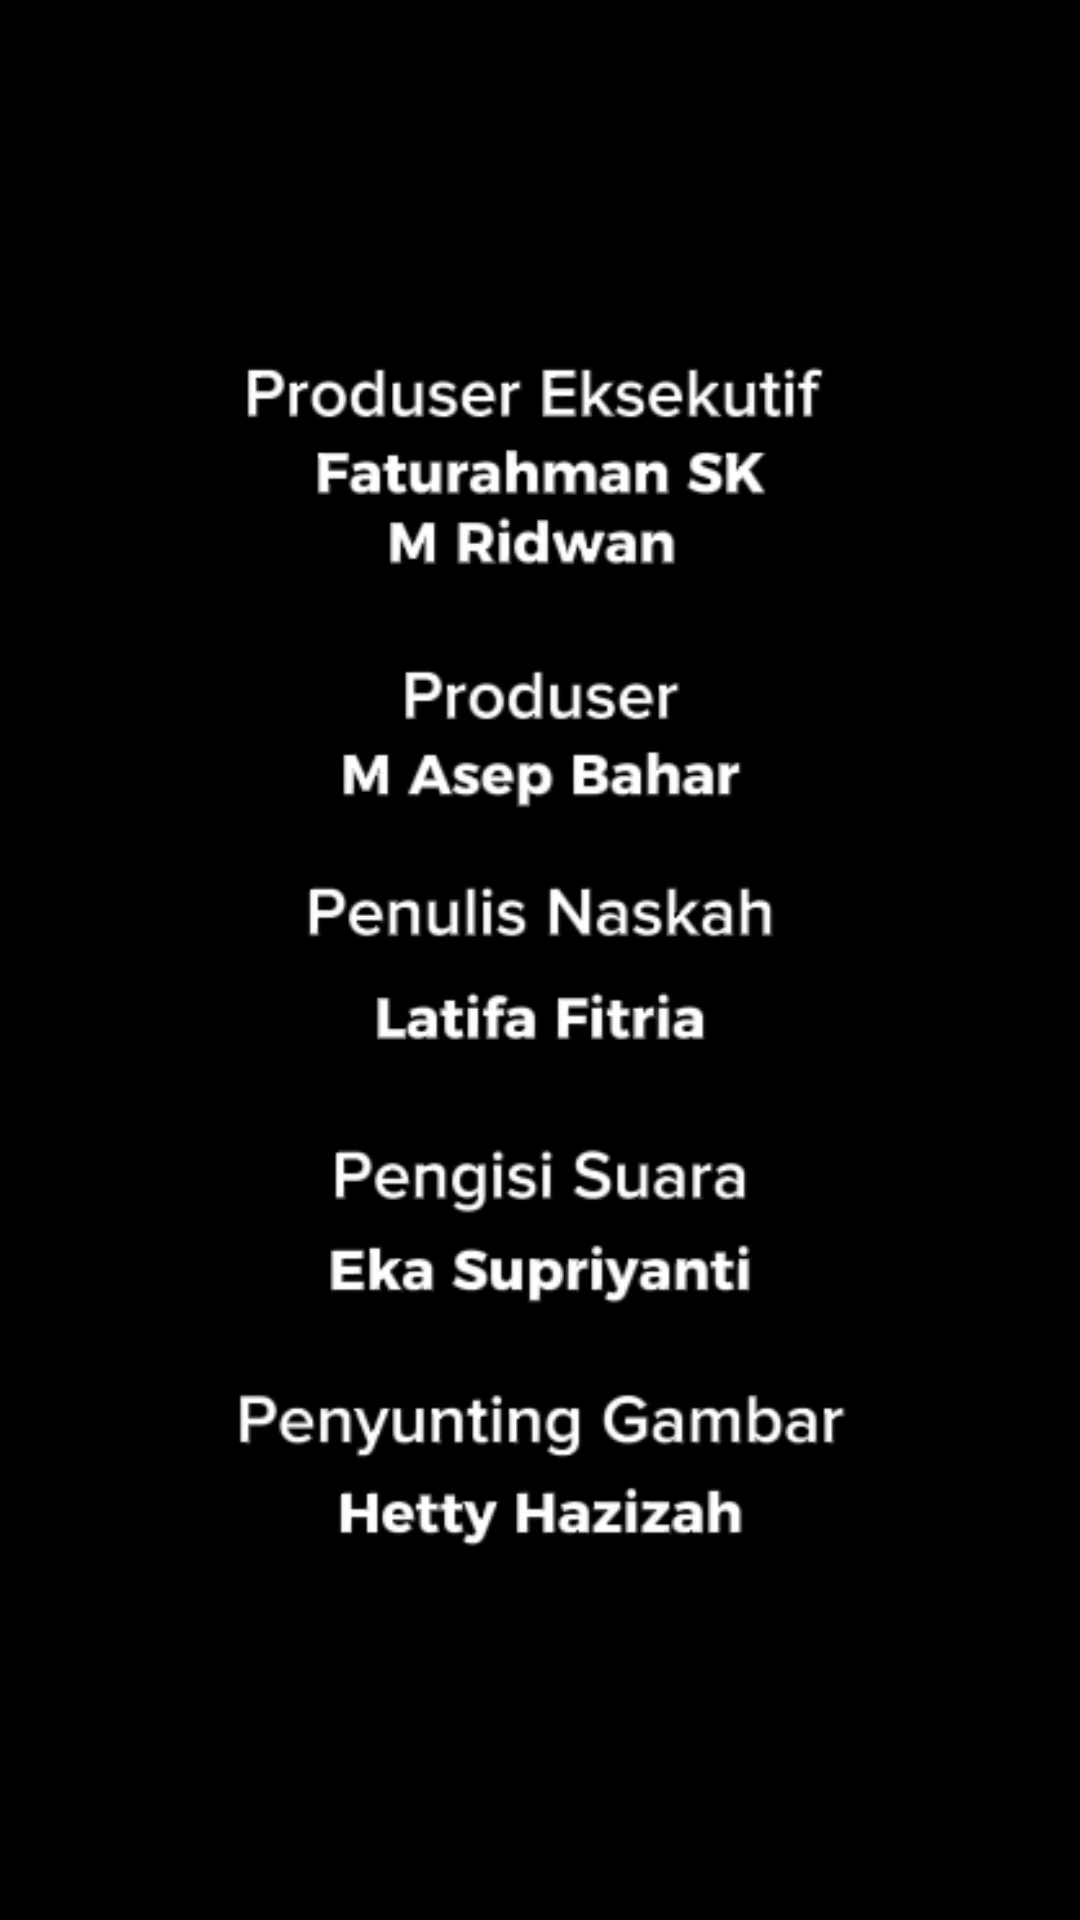 Produser Eksekutif
Faturahman SK
M Ridwan
Produser
M Asep Bahar
Penulis Naskah
Latifa Fitria
Pengisi Suara
Eka Supriyanti
Penyunting Gambar
Hetty Hazizah